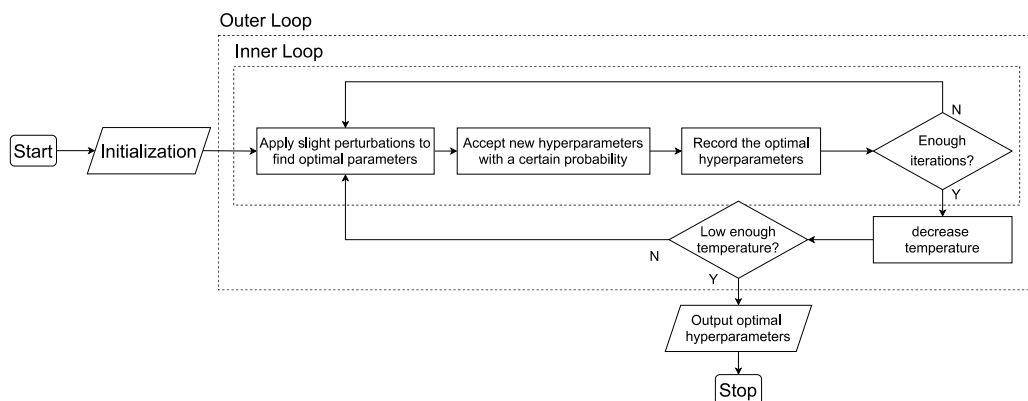 Outer Loop
Inner Loop
N
Start
Initialization
Apply slight perturbations to
find optimal parameters
Accept new hyperparameters
with a certain probability
Record the optimal
hyperparameters
Enough
iterations?
Y
decrease
temperature
Low enough
temperature?
N
Y
Output optimal
hyperparameters
Stop